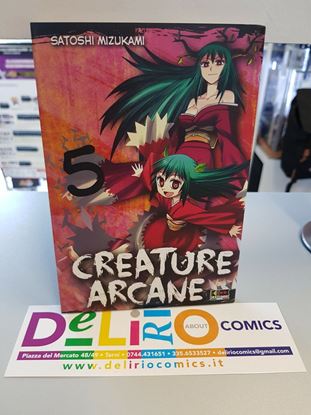 SATOSHI MIZUKAMI
5
CREATURE
ARCANE
DeLiRiO ABOUT COMICS
Piazza del Mercato 48/49 • Terni • 0744.431651 • 335.6533527 • deliriocomics@gmail.com
www.deliriocomics.it